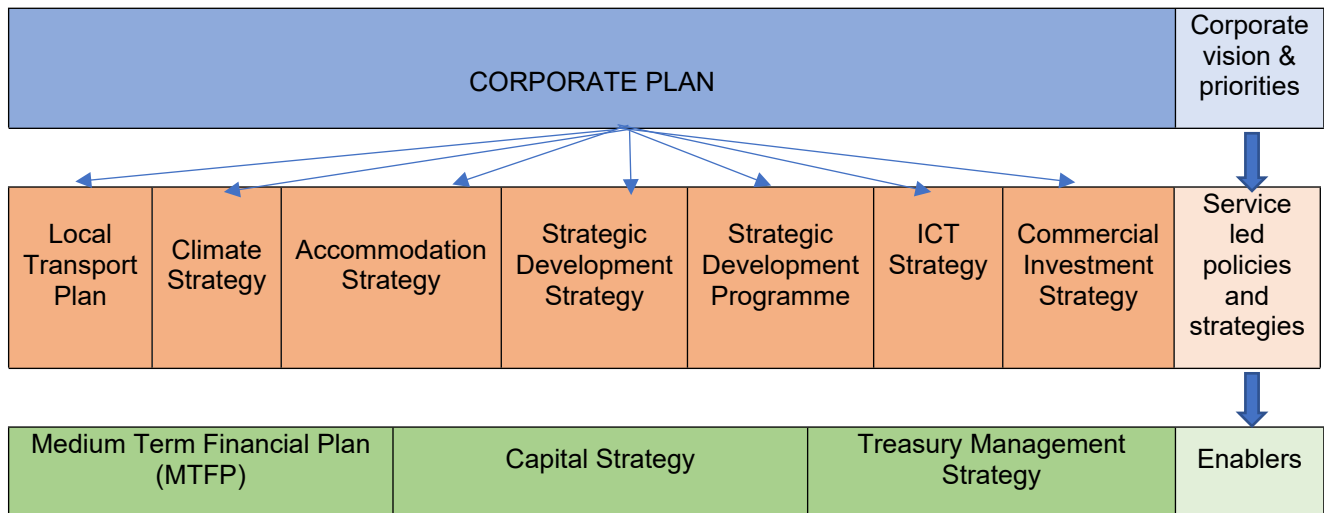 CORPORATE PLAN
Corporate
vision &
priorities
Local
Transport
Plan
Climate
Strategy
Accommodation
Strategy
Strategic
Development
Strategy
Strategic
Development
Programme
ICT
Strategy
Commercial
Investment
Strategy
Service
led
policies
and
strategies
Medium Term Financial Plan
(MTFP)
Capital Strategy
Treasury Management
Strategy
Enablers